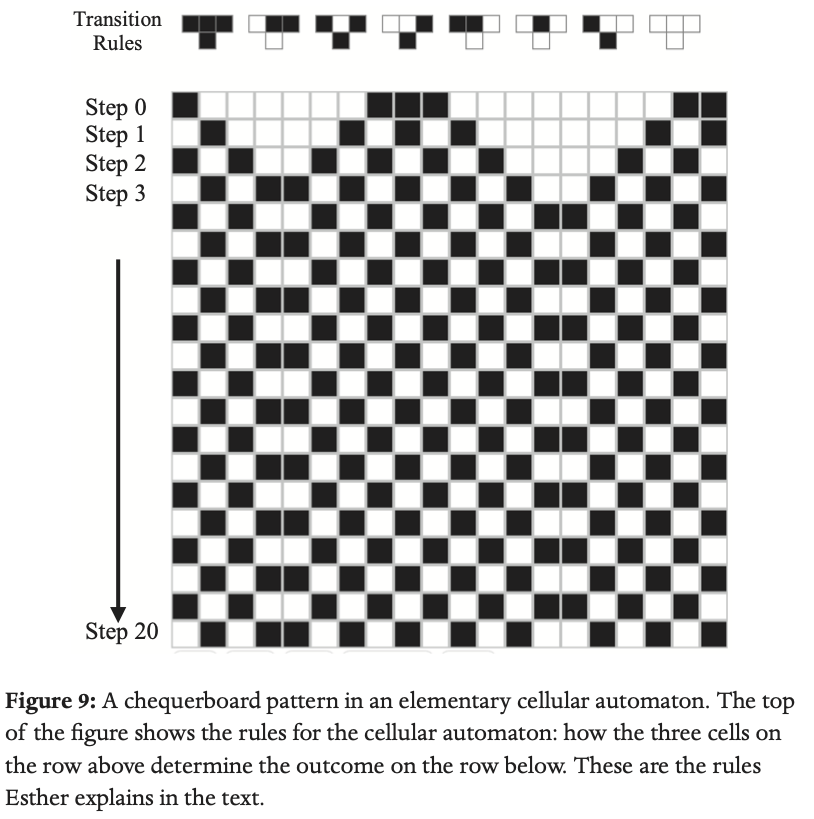 Transition
Rules
Step 0
Step 1
Step 2
Step 3
Step 20
Figure 9: A chequerboard pattern in an elementary cellular automaton. The top
of the figure shows the rules for the cellular automaton: how the three cells on
the row above determine the outcome on the row below. These are the rules
Esther explains in the text.